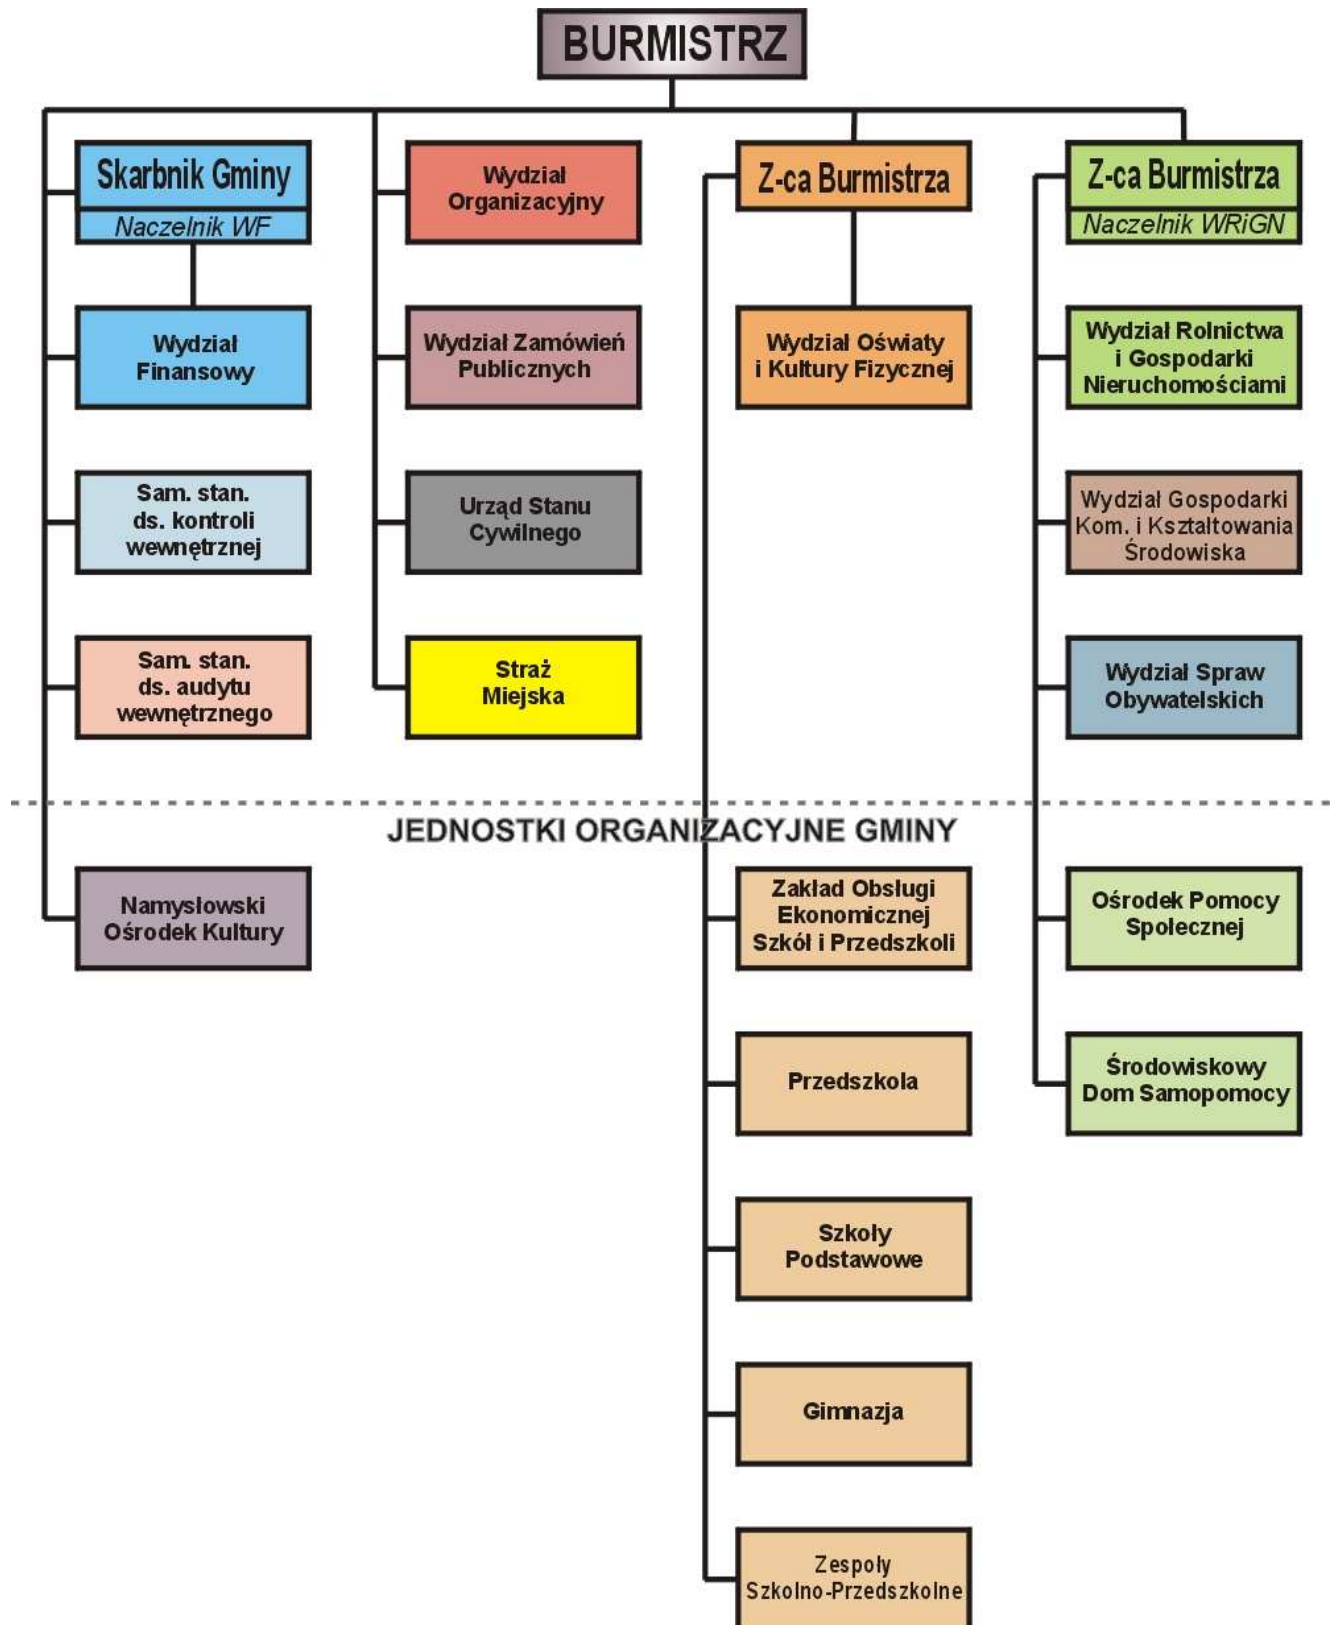 BURMISTRZ
Skarbnik Gminy
Naczelnik WF
Wydział
Organizacyjny
Z-ca Burmistrza
Z-ca Burmistrza
Naczelnik WRiGN
Wydział
Finansowy
Wydział Zamówień
Publicznych
Wydział Oświaty
i Kultury Fizycznej
Wydział Rolnictwa
i Gospodarki
Nieruchomościami
Sam. stan.
ds. kontroli
wewnętrznej
Urząd Stanu
Cywilnego
Wydział Gospodarki
Kom. i Kształtowania
Środowiska
Sam. stan.
ds. audytu
wewnętrznego
Straż
Miejska
Wydział Spraw
Obywatelskich
JEDNOSTKI ORGANIZACYJNE GMINY
Namysłowski
Ośrodek Kultury
Zakład Obsługi
Ekonomicznej
Szkół i Przedszkoli
Ośrodek Pomocy
Społecznej
Przedszkola
Środowiskowy
Dom Samopomocy
Szkoły
Podstawowe
Gimnazja
Zespoły
Szkolno-Przedszkolne